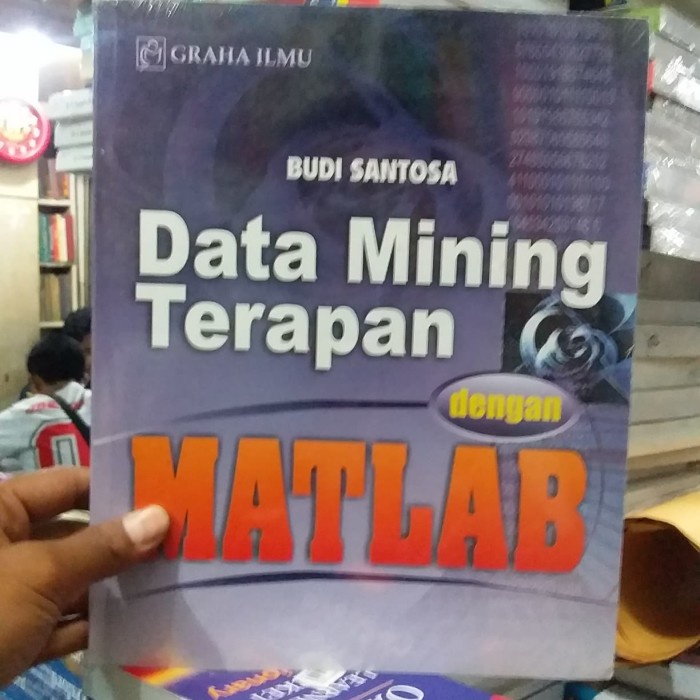 GRAHA ILMU
BUDI SANTOSA
Data Mining
Terapan
dengan
MATLAB